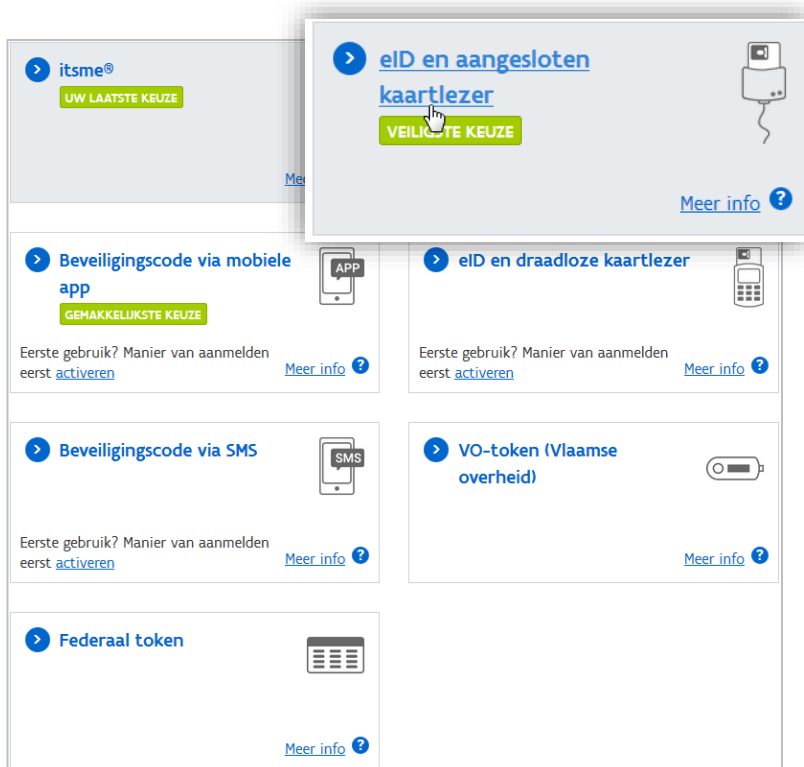 itsme®
UW LAATSTE KEUZE
eID en aangesloten
kaartlezer
VEILIGSTE KEUZE
Meer info ?
Beveiligingscode via mobiele
app
GEMAKKELIJKSTE KEUZE
APP
Eerste gebruik? Manier van aanmelden
eerst activeren
Meer info ?
eID en draadloze kaartlezer
Eerste gebruik? Manier van aanmelden
eerst activeren
Meer info ?
Beveiligingscode via SMS
SMS
Eerste gebruik? Manier van aanmelden
eerst activeren
Meer info ?
VO-token (Vlaamse
overheid)
Meer info ?
Federaal token
Meer info ?